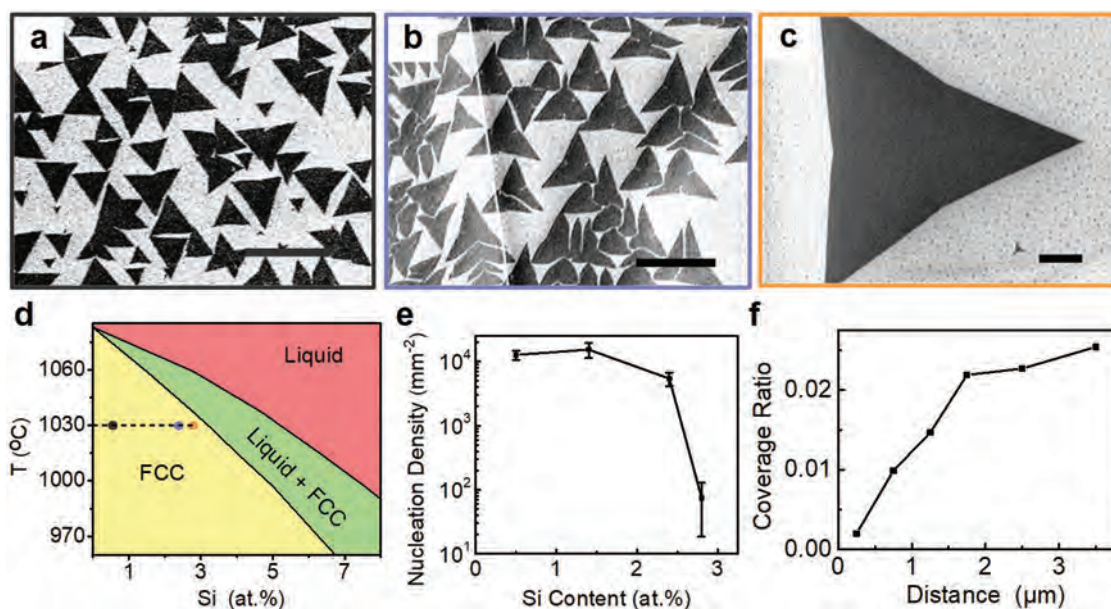 a
b
c
d
1060
1030
1000
960
T (°C)
Liquid
Liquid + FCC
FCC
1
3
5
7
Si (at.%)
e
Nucleation Density (mm⁻²)
10⁴
10³
10²
10¹
0
1
2
3
Si Content (at.%)
f
Coverage Ratio
0.02
0.01
0.00
0
1
2
3
Distance (μm)